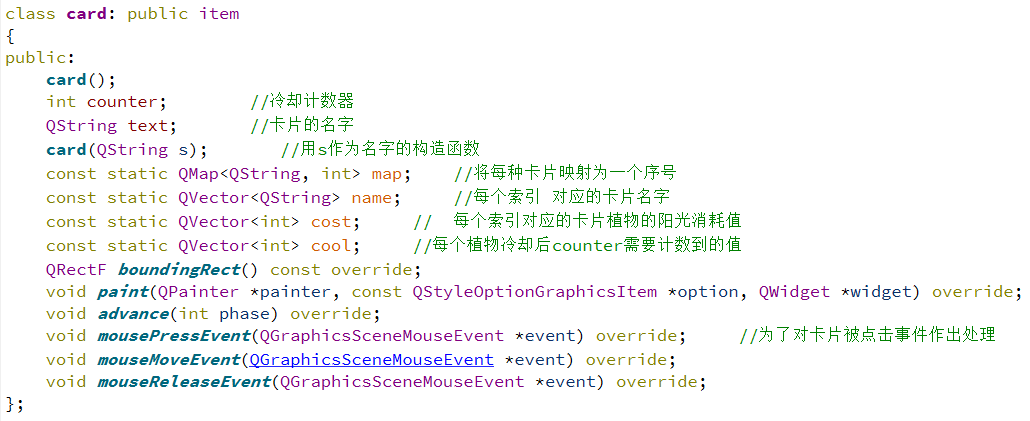 class card: public item
{
public:
    card();
    int counter;        //冷却计数器
    QString text;       //卡片的名字
    card(QString s);       //用s作为名字的构造函数
    const static QMap<QString, int> map;    //将每种卡片映射为一个序号
    const static QVector<QString> name;     //每个索引 对应的卡片名字
    const static QVector<int> cost;     //  每个索引对应的卡片植物的阳光消耗值
    const static QVector<int> cool;     //每个植物冷却后counter需要计数到的值
    QRectF boundingRect() const override;
    void paint(QPainter *painter, const QStyleOptionGraphicsItem *option, QWidget *widget) override;
    void advance(int phase) override;
    void mousePressEvent(QGraphicsSceneMouseEvent *event) override;     //为了对卡片被点击事件作出处理
    void mouseMoveEvent(QGraphicsSceneMouseEvent *event) override;
    void mouseReleaseEvent(QGraphicsSceneMouseEvent *event) override;
};